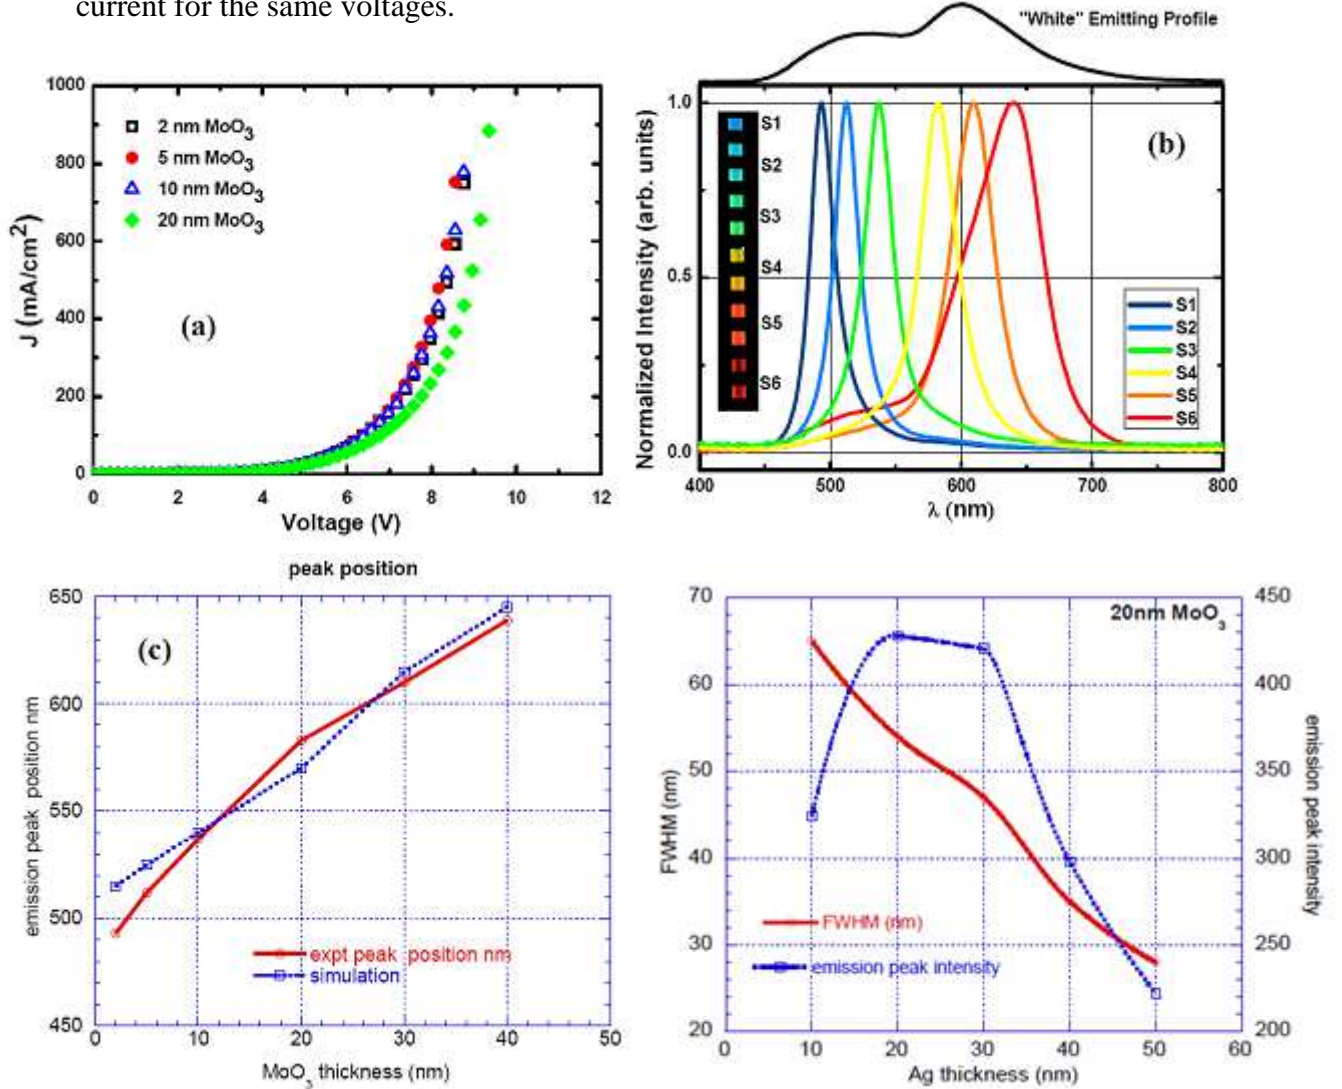 current for the same voltages.
"White" Emitting Profile
1000
800
600
400
200
0
J (mA/cm²)
2 nm MoO₃
5 nm MoO₃
10 nm MoO₃
20 nm MoO₃
(a)
0 2 4 6 8 10 12
Voltage (V)
1.0
0.5
0.0
Normalized Intensity (arb. units)
S1
S2
S3
S4
S5
S6
(b)
S1
S2
S3
S4
S5
S6
400 500 600 700 800
λ (nm)
peak position
650
600
550
500
450
emission peak position nm
(c)
expt peak position nm
simulation
0 10 20 30 40 50
MoO₃ thickness (nm)
70
60
50
40
30
20
FWHM (nm)
20nm MoO₃
FWHM (nm)
emission peak intensity
450
400
350
300
250
200
emission peak intensity
0 10 20 30 40 50 60
Ag thickness (nm)